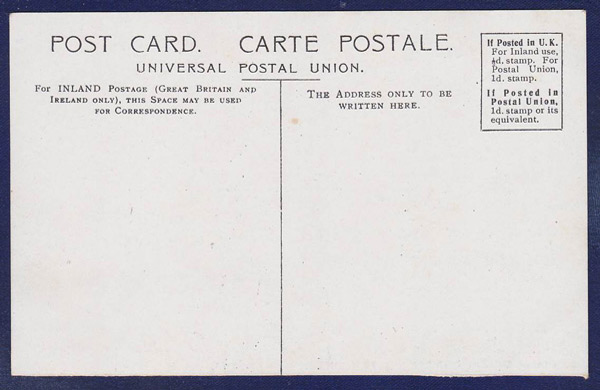 POST CARD. CARTE POSTALE.
UNIVERSAL POSTAL UNION.
For INLAND Postage (Great Britain and
Ireland only), this Space may be used
for Correspondence.
The Address only to be
written here.
If Posted in U.K.
For Inland use,
½d. stamp. For
Postal Union,
1d. stamp.
If Posted in
Postal Union,
1d. stamp or its
equivalent.